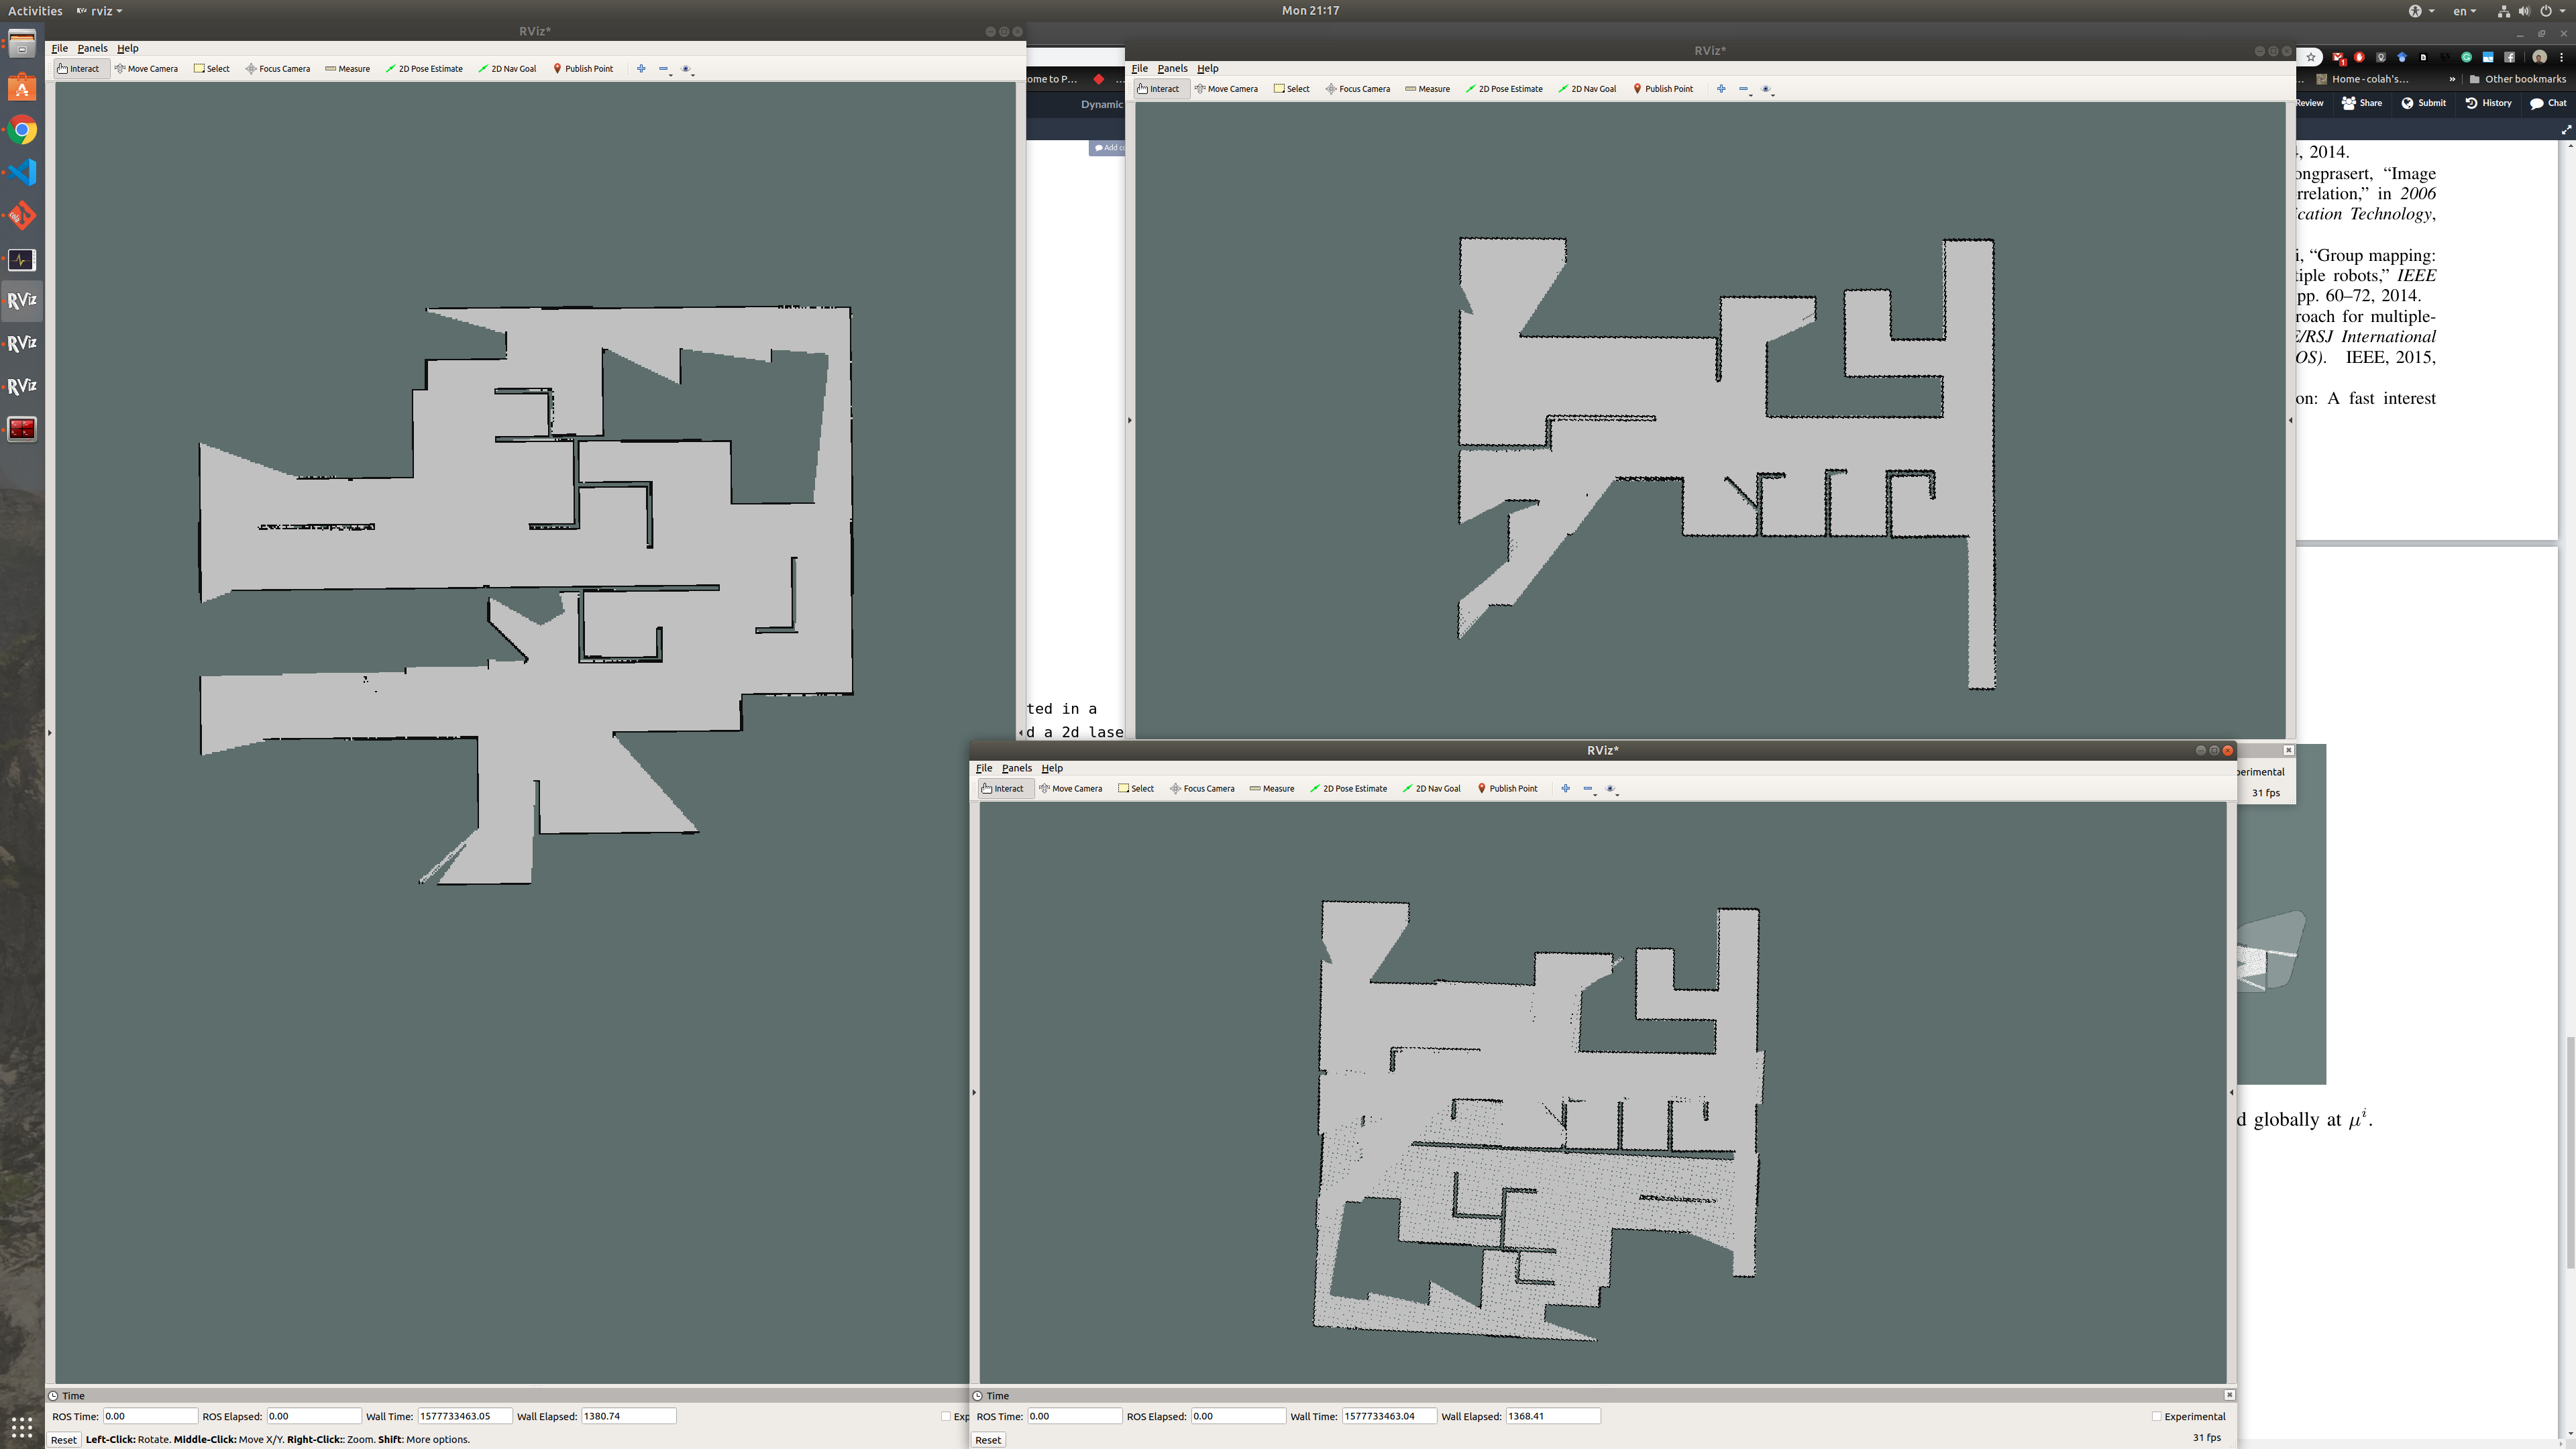 Activities
rviz
Mon 21:17
en
RViz*
File Panels Help
Interact Move Camera Select Focus Camera Measure 2D Pose Estimate 2D Nav Goal Publish Point
RViz
RViz
RViz
Time
ROS Time: 0.00 ROS Elapsed: 0.00 Wall Time: 1577733463.05 Wall Elapsed: 1380.74
Reset Left-Click: Rotate. Middle-Click: Move X/Y. Right-Click:: Zoom. Shift: More options.
ome to P...
Dynamic
Add co
ted in a
d a 2d lase
RViz*
File Panels Help
Interact Move Camera Select Focus Camera Measure 2D Pose Estimate 2D Nav Goal Publish Point
perimental
31 fps
Home - colah's...
» Other bookmarks
Review Share Submit History Chat
, 2014.
ongprasert, “Image
rrelation,” in 2006
ication Technology,
i, “Group mapping:
tiple robots,” IEEE
pp. 60–72, 2014.
roach for multiple-
E/RSJ International
OS). IEEE, 2015,
on: A fast interest
d globally at μⁱ.
RViz*
File Panels Help
Interact Move Camera Select Focus Camera Measure 2D Pose Estimate 2D Nav Goal Publish Point
Time
Exp
ROS Time: 0.00 ROS Elapsed: 0.00 Wall Time: 1577733463.04 Wall Elapsed: 1368.41
Experimental
Reset
31 fps